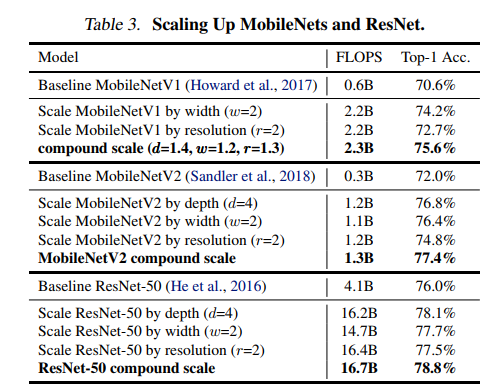 Table 3. Scaling Up MobileNets and ResNet.
Model FLOPS Top-1 Acc.
Baseline MobileNetV1 (Howard et al., 2017) 0.6B 70.6%
Scale MobileNetV1 by width (w=2) 2.2B 74.2%
Scale MobileNetV1 by resolution (r=2) 2.2B 72.7%
compound scale (d=1.4, w=1.2, r=1.3) 2.3B 75.6%
Baseline MobileNetV2 (Sandler et al., 2018) 0.3B 72.0%
Scale MobileNetV2 by depth (d=4) 1.2B 76.8%
Scale MobileNetV2 by width (w=2) 1.1B 76.4%
Scale MobileNetV2 by resolution (r=2) 1.2B 74.8%
MobileNetV2 compound scale 1.3B 77.4%
Baseline ResNet-50 (He et al., 2016) 4.1B 76.0%
Scale ResNet-50 by depth (d=4) 16.2B 78.1%
Scale ResNet-50 by width (w=2) 14.7B 77.7%
Scale ResNet-50 by resolution (r=2) 16.4B 77.5%
ResNet-50 compound scale 16.7B 78.8%